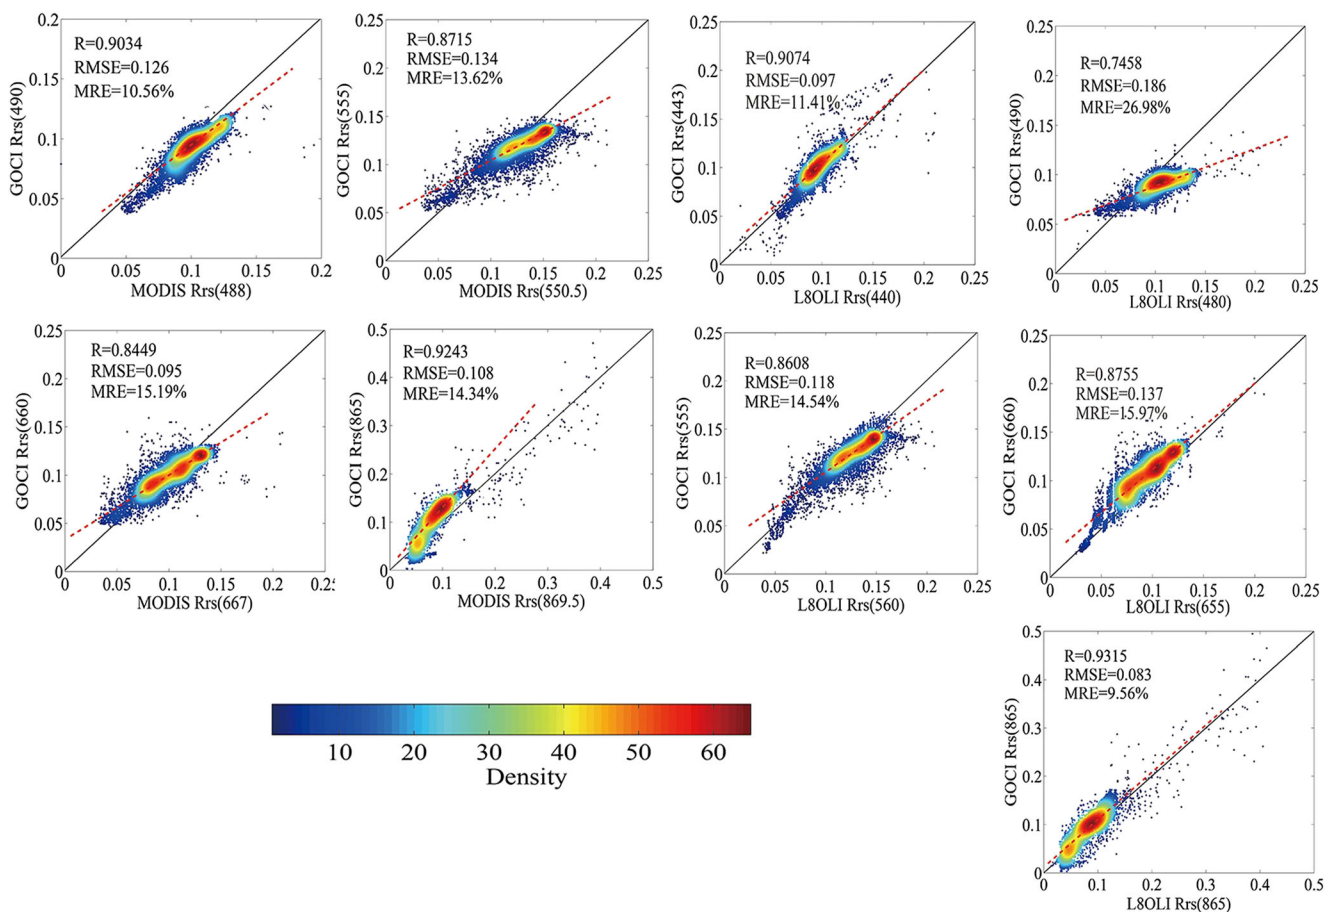 R=0.9034
RMSE=0.126
MRE=10.56%
GOCI Rrs(490)
0.2
0.15
0.1
0.05
0
0 0.05 0.1 0.15 0.2
MODIS Rrs(488)
R=0.8715
RMSE=0.134
MRE=13.62%
GOCI Rrs(555)
0.25
0.2
0.15
0.1
0.05
0
0 0.05 0.1 0.15 0.2 0.25
MODIS Rrs(550.5)
R=0.9074
RMSE=0.097
MRE=11.41%
GOCI Rrs(443)
0.25
0.2
0.15
0.1
0.05
0
0 0.05 0.1 0.15 0.2 0.25
L8OLI Rrs(440)
R=0.7458
RMSE=0.186
MRE=26.98%
GOCI Rrs(490)
0.25
0.2
0.15
0.1
0.05
0
0 0.05 0.1 0.15 0.2 0.25
L8OLI Rrs(480)
R=0.8449
RMSE=0.095
MRE=15.19%
GOCI Rrs(660)
0.25
0.2
0.15
0.1
0.05
0
0 0.05 0.1 0.15 0.2
MODIS Rrs(667)
R=0.9243
RMSE=0.108
MRE=14.34%
GOCI Rrs(865)
0.5
0.4
0.3
0.2
0.1
0
0 0.1 0.2 0.3 0.4 0.5
MODIS Rrs(869.5)
R=0.8608
RMSE=0.118
MRE=14.54%
GOCI Rrs(555)
0.25
0.2
0.15
0.1
0.05
0
0 0.05 0.1 0.15 0.2 0.25
L8OLI Rrs(560)
R=0.8755
RMSE=0.137
MRE=15.97%
GOCI Rrs(660)
0.25
0.2
0.15
0.1
0.05
0
0 0.05 0.1 0.15 0.2 0.25
L8OLI Rrs(655)
R=0.9315
RMSE=0.083
MRE=9.56%
GOCI Rrs(865)
0.5
0.4
0.3
0.2
0.1
0
0 0.1 0.2 0.3 0.4 0.5
L8OLI Rrs(865)
10 20 30 40 50 60
Density